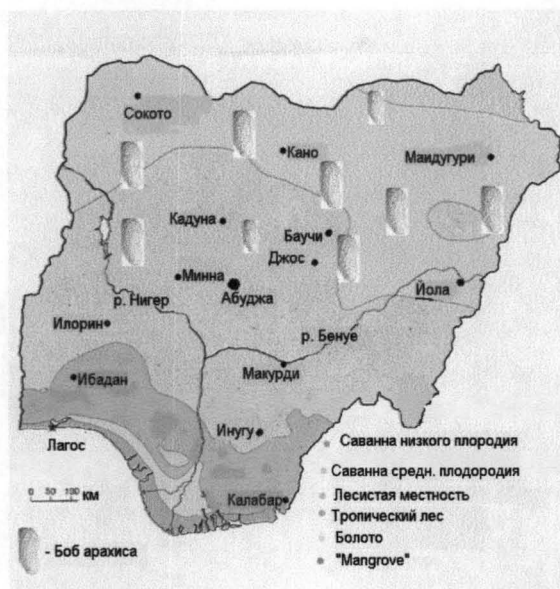 Сокото
Кано
Маидугури
Кадуна
Баучи
Джос
Минна
Абуджа
Йола
р. Нигер
Илорин
р. Бенуе
Макурди
Ибадан
Инугу
Лагос
Калабар
0 50 100 км
- Боб арахиса
Саванна низкого плородия
Саванна средн. плодородия
Лесистая местность
Тропический лес
Болото
"Mangrove"